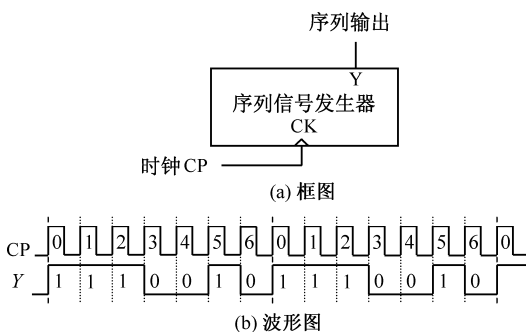 序列输出
Y
序列信号发生器
CK
时钟 CP
(a) 框图
CP 0 1 2 3 4 5 6 0 1 2 3 4 5 6 0
Y 1 1 1 0 0 1 0 1 1 1 0 0 1 0
(b) 波形图